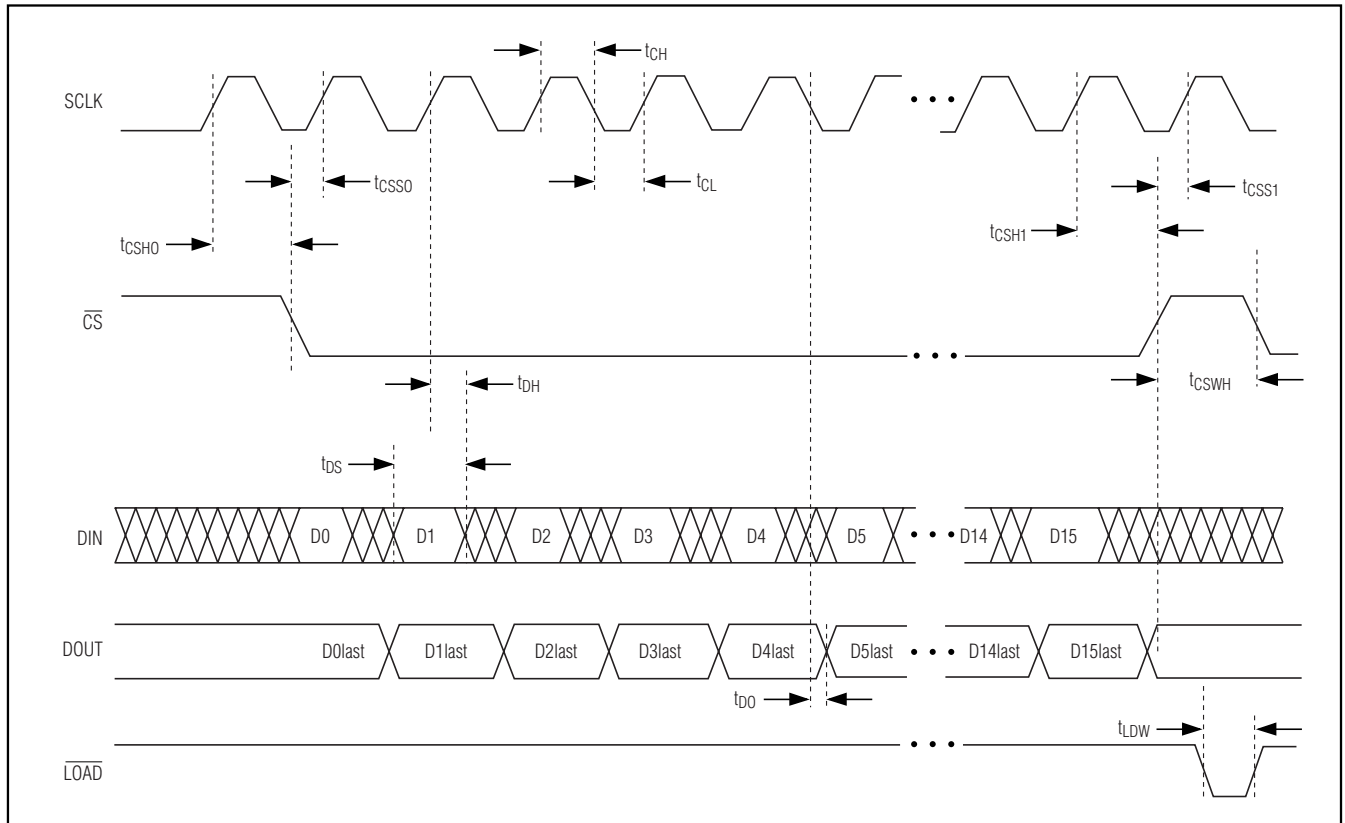 tCH
SCLK
tCSS0
tCL
tCSS1
tCSH0
tCSH1
CS
tDH
tCSWH
tDS
DIN D0 D1 D2 D3 D4 D5 D14 D15
DOUT D0last D1last D2last D3last D4last D5last D14last D15last
tDO
tLDW
LOAD